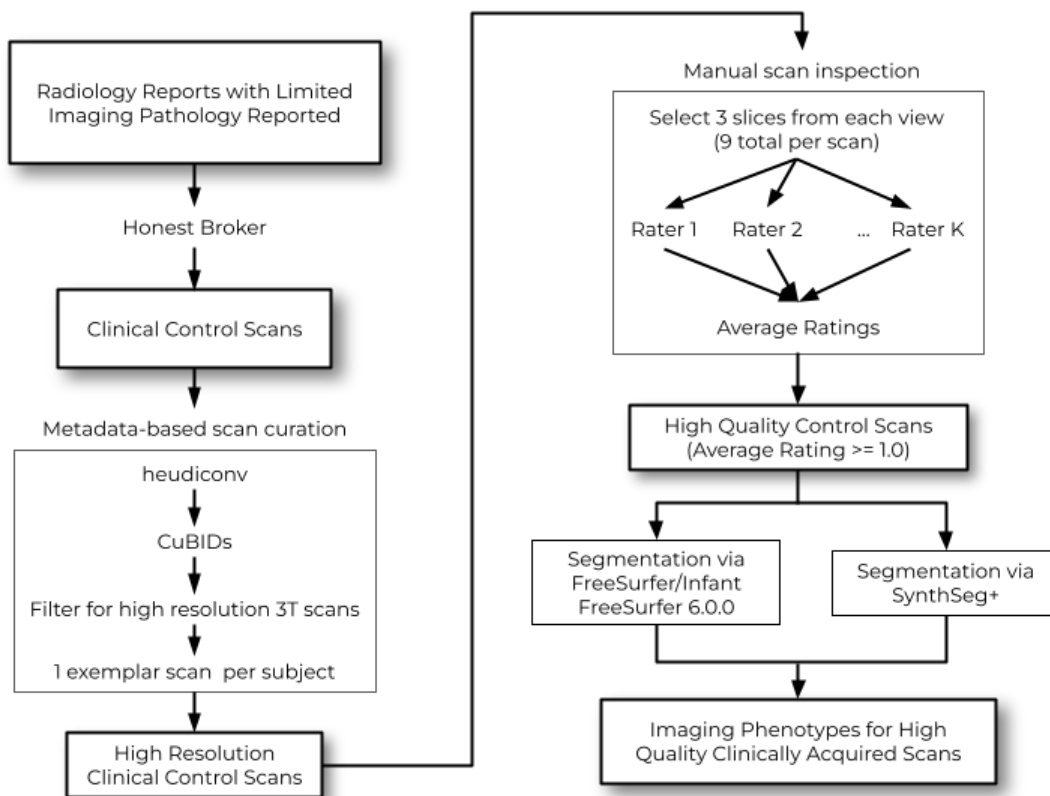 Radiology Reports with Limited
Imaging Pathology Reported
Honest Broker
Clinical Control Scans
Metadata-based scan curation
heudiconv
CuBIDs
Filter for high resolution 3T scans
1 exemplar scan per subject
High Resolution
Clinical Control Scans
Manual scan inspection
Select 3 slices from each view
(9 total per scan)
Rater 1 Rater 2 ... Rater K
Average Ratings
High Quality Control Scans
(Average Rating >= 1.0)
Segmentation via
FreeSurfer/Infant
FreeSurfer 6.0.0
Segmentation via
SynthSeg+
Imaging Phenotypes for High
Quality Clinically Acquired Scans